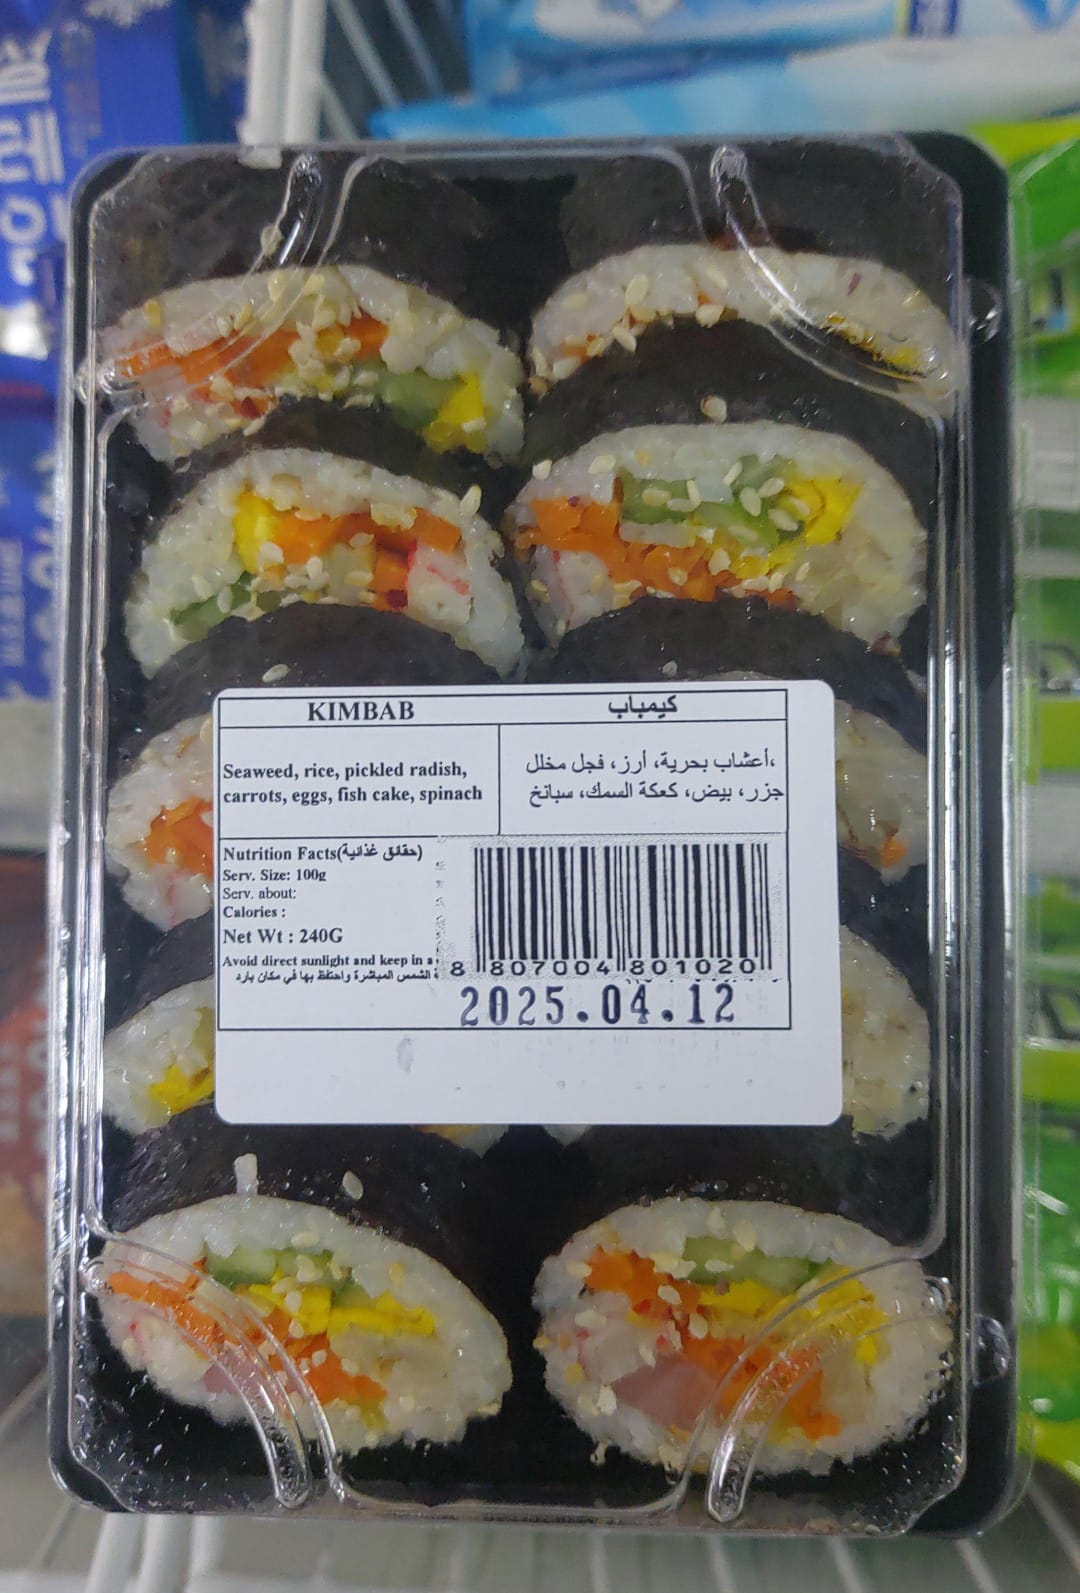 KIMBAB
كيمباب
Seaweed, rice, pickled radish,
carrots, eggs, fish cake, spinach
أعشاب بحرية، أرز، فجل مخلل،
جزر، بيض، كعكة السمك، سبانخ
Nutrition Facts(حقائق غذائية)
Serv. Size: 100g
Serv. about:
Calories :
Net Wt : 240G
Avoid direct sunlight and keep in a
الشمس المباشرة واحتفظ بها في مكان بارد
8 807004 801020
2025.04.12